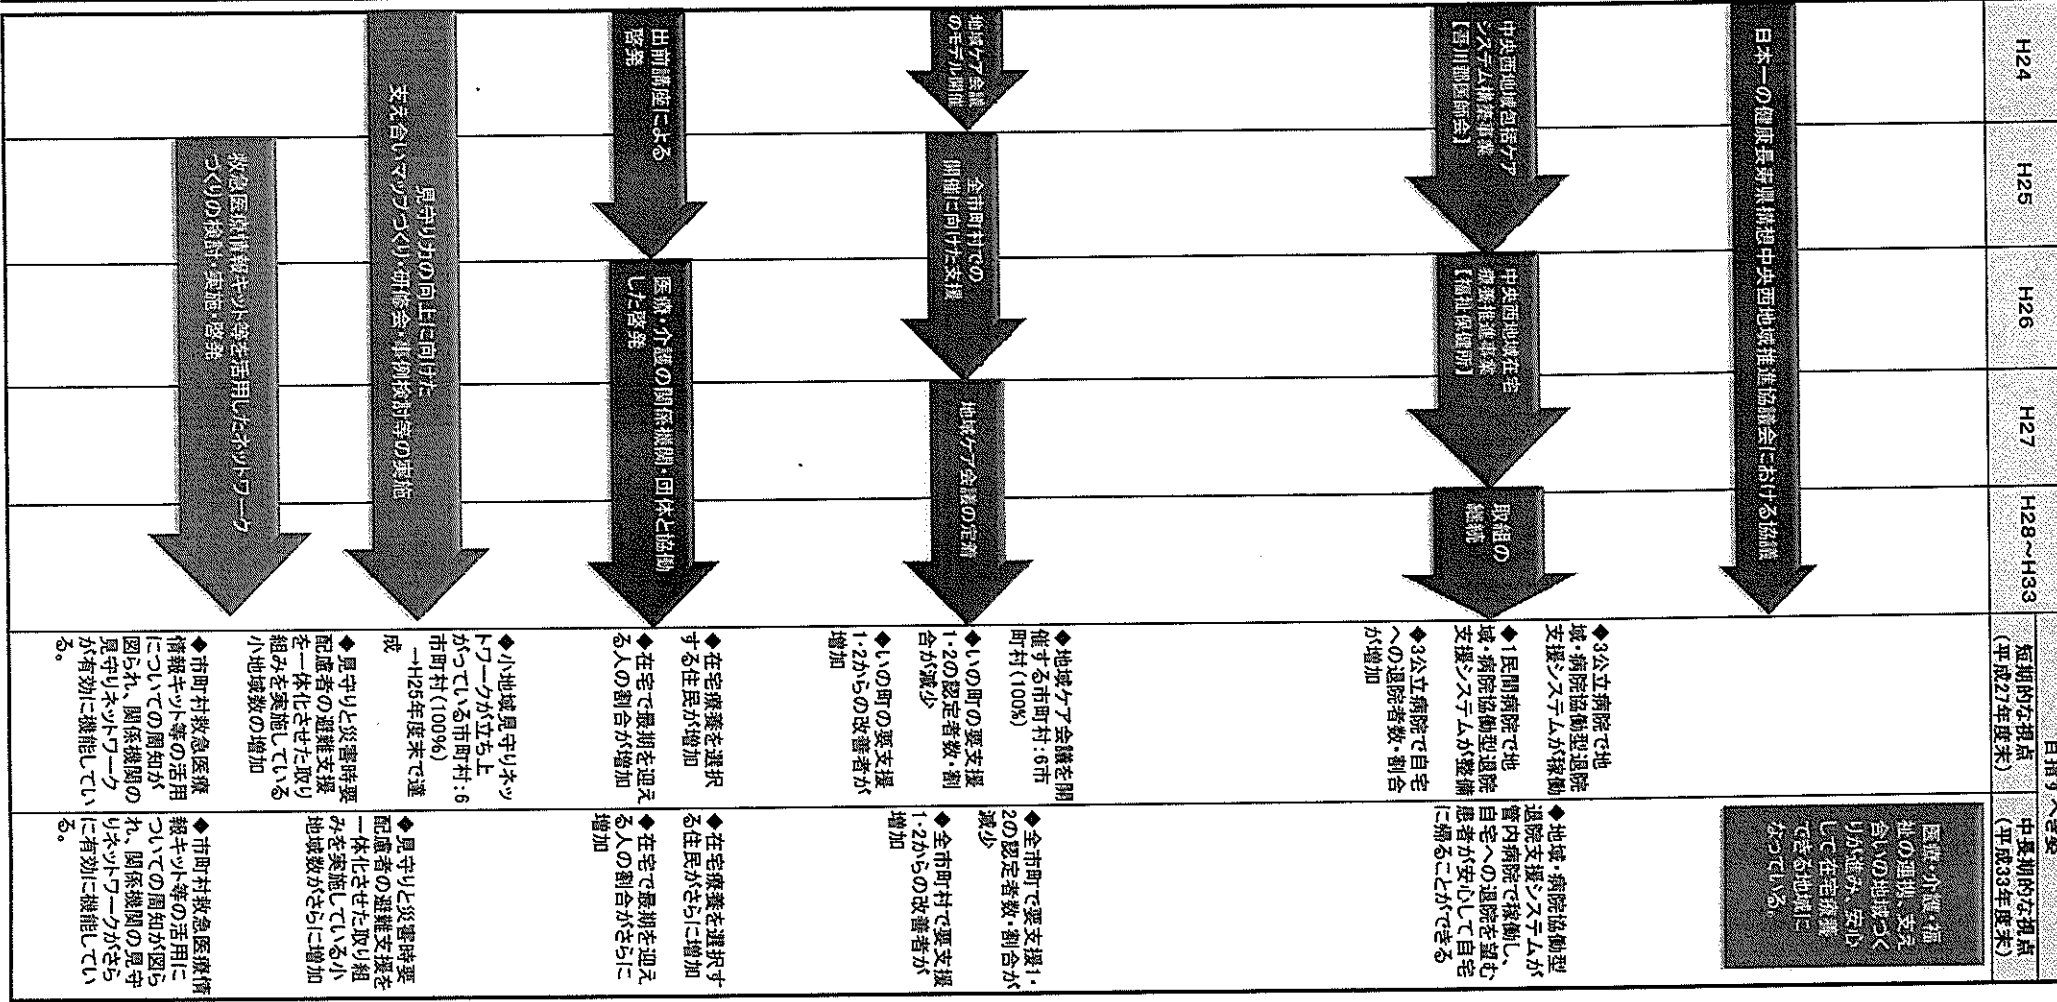 H24
H25
H26
H27
H28～H33
目指すべき姿
短期的な視点
(平成27年度末)
中長期的な視点
(平成33年度末)
日本一の健康長寿県構想中央西地域推進協議会における協議
医療・介護・福
祉の連携、支え
合いの地域づく
りが進み、安心
して在宅療養
できる地域に
なっている。
中央西地域包括ケア
システム構築事業
【吾川郡医師会】
中央西地域在宅
療養推進事業
【福祉保健所】
取組の
継続
◆3公立病院で地
域・病院協働型退院
支援システムが稼働
◆1民間病院で地
域・病院協働型退院
支援システムが整備
◆3公立病院で自宅
への退院者数・割合
が増加
◆地域・病院協働型
退院支援システムが
管内病院で稼働し、
自宅への退院を望む
患者が安心して自宅
に帰ることができる
地域ケア会議
のモデル開催
全市町村での
開催に向けた支援
地域ケア会議の定着
◆地域ケア会議を開
催する市町村:6市
町村(100%)
◆いの町の要支援
1・2の認定者数・割
合が減少
◆いの町の要支援
1・2からの改善者が
増加
◆全市町で要支援1・
2の認定者数・割合が
減少
◆全市町村で要支援
1・2からの改善者が
増加
出前講座による
啓発
医療・介護の関係機関・団体と協働
した啓発
◆在宅療養を選択
する住民が増加
◆在宅で最期を迎え
る人の割合が増加
◆在宅療養を選択す
る住民がさらに増加
◆在宅で最期を迎え
る人の割合がさらに
増加
見守り力の向上に向けた
支え合いマップづくり・研修会・事例検討等の実施
◆小地域見守りネッ
トワークが立ち上
がっている市町村:6
市町村(100%)
→H25年度末で達
成
◆見守りと災害時要
配慮者の避難支援
を一体化させた取り
組みを実施している
小地域数の増加
◆見守りと災害時要
配慮者の避難支援を
一体化させた取り組
みを実施している小
地域数がさらに増加
救急医療情報キット等を活用したネットワーク
づくりの検討・実施・啓発
◆市町村救急医療
情報キット等の活用
についての周知が
図られ、関係機関の
見守りネットワーク
が有効に機能してい
る。
◆市町村救急医療情
報キット等の活用に
ついての周知が図ら
れ、関係機関の見守
りネットワークがさら
に有効に機能してい
る。